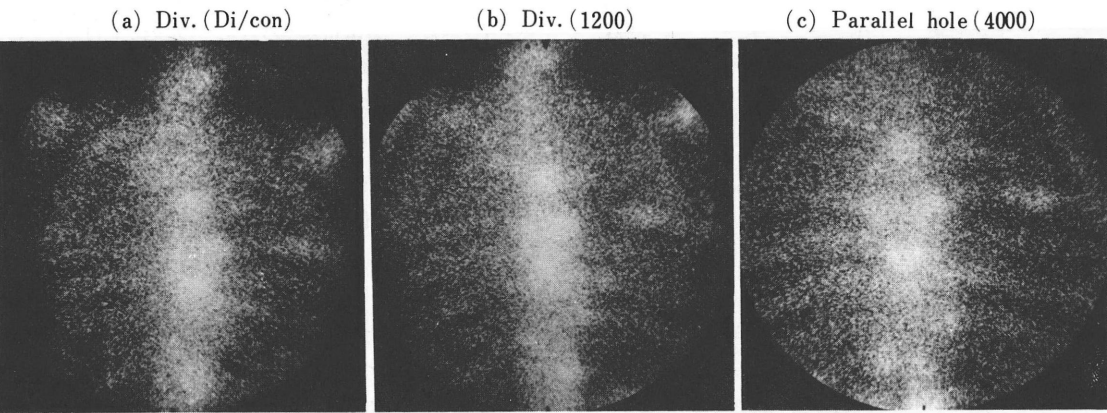 (a) Div. (Di/con)
(b) Div. (1200)
(c) Parallel hole (4000)